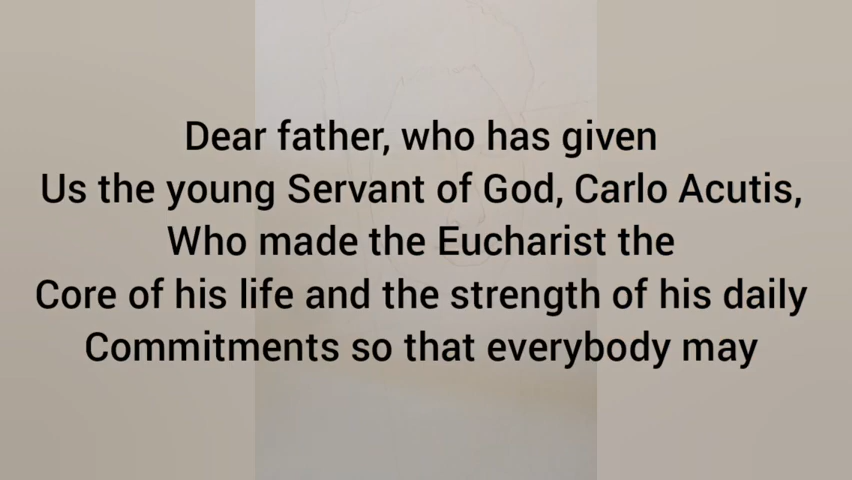 Dear father, who has given
Us the young Servant of God, Carlo Acutis,
Who made the Eucharist the
Core of his life and the strength of his daily
Commitments so that everybody may